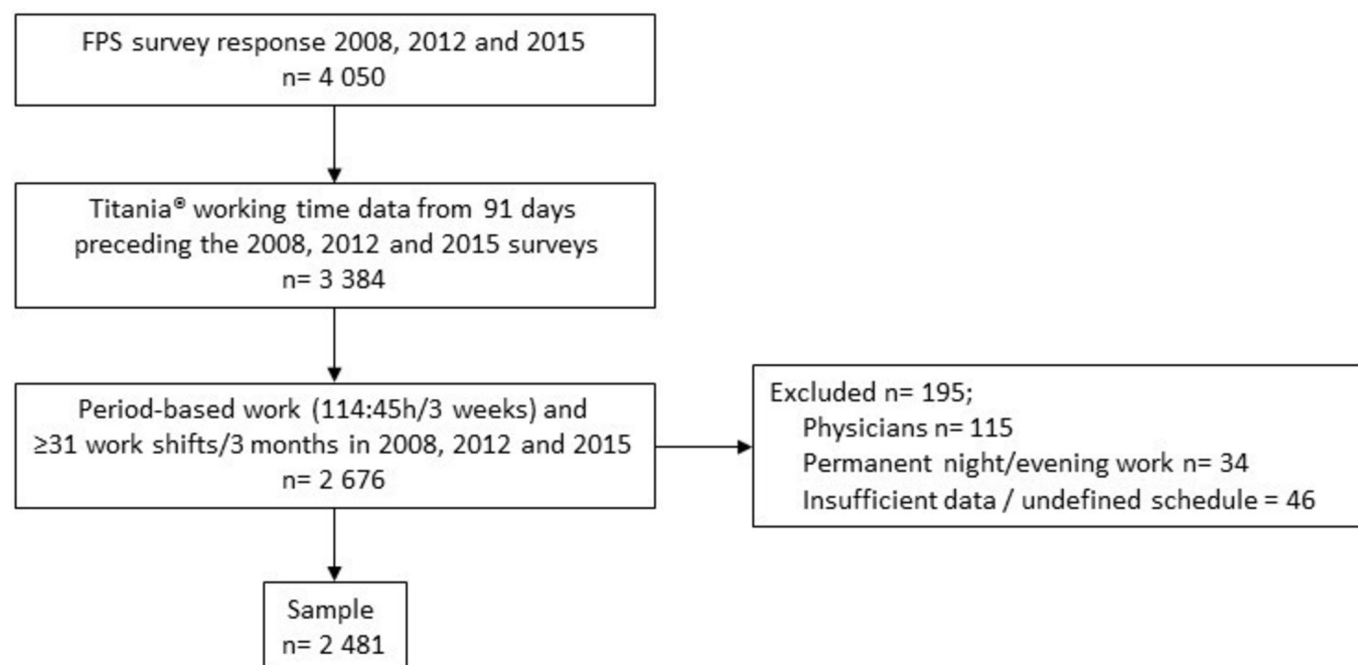 FPS survey response 2008, 2012 and 2015
n= 4 050
Titania® working time data from 91 days
preceding the 2008, 2012 and 2015 surveys
n= 3 384
Period-based work (114:45h/3 weeks) and
≥31 work shifts/3 months in 2008, 2012 and 2015
n= 2 676
Excluded n= 195;
Physicians n= 115
Permanent night/evening work n= 34
Insufficient data / undefined schedule = 46
Sample
n= 2 481